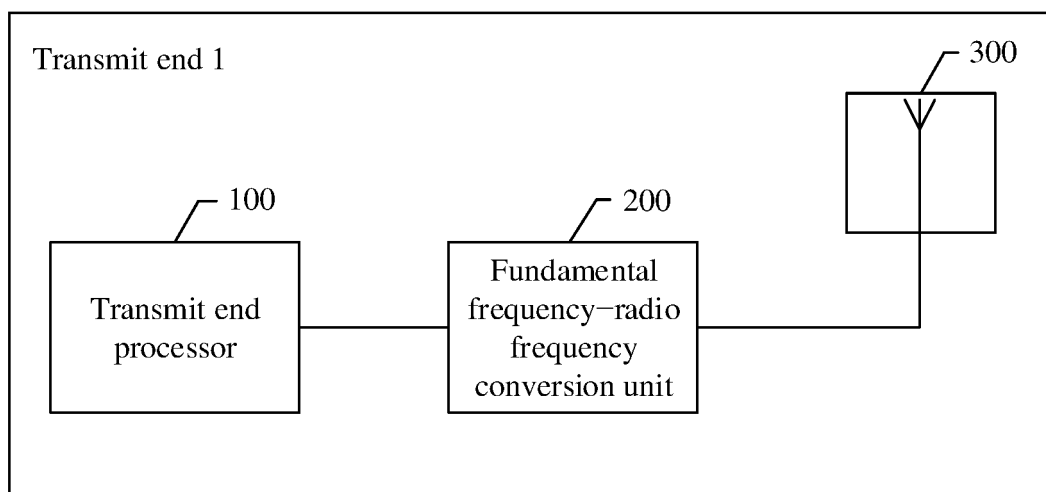 Transmit end 1
300
100
200
Transmit end
processor
Fundamental
frequency−radio
frequency
conversion unit